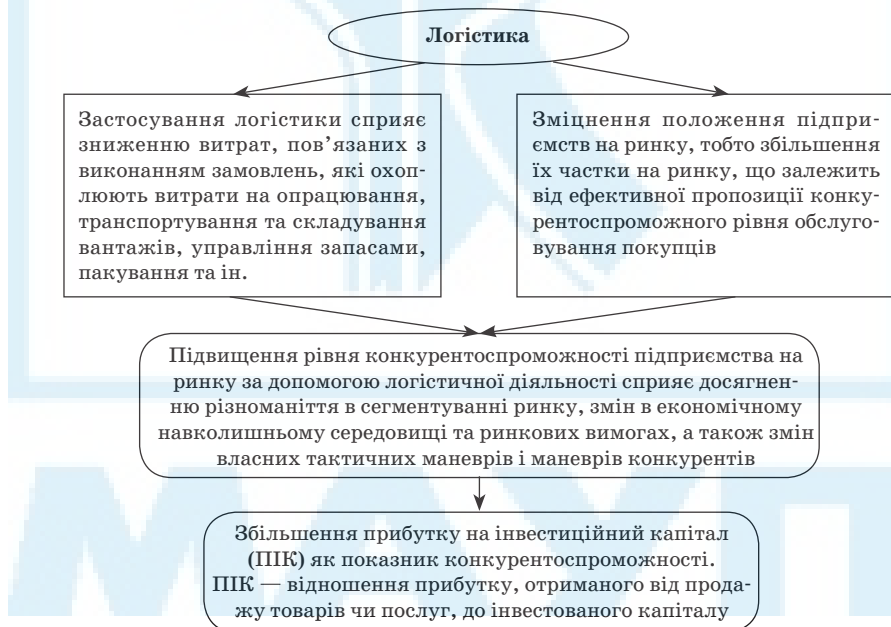 Логістика
Застосування логістики сприяє
зниженню витрат, пов’язаних з
виконанням замовлень, які охоп-
люють витрати на опрацювання,
транспортування та складування
вантажів, управління запасами,
пакування та ін.
Зміцнення положення підпри-
ємств на ринку, тобто збільшення
їх частки на ринку, що залежить
від ефективної пропозиції конку-
рентоспроможного рівня обслуго-
вування покупців
Підвищення рівня конкурентоспроможності підприємства на
ринку за допомогою логістичної діяльності сприяє досягнен-
ню різноманіття в сегментуванні ринку, змін в економічному
навколишньому середовищі та ринкових вимогах, а також змін
власних тактичних маневрів і маневрів конкурентів
Збільшення прибутку на інвестиційний капітал
(ПІК) як показник конкурентоспроможності.
ПІК — відношення прибутку, отриманого від прода-
жу товарів чи послуг, до інвестованого капіталу
МАУП